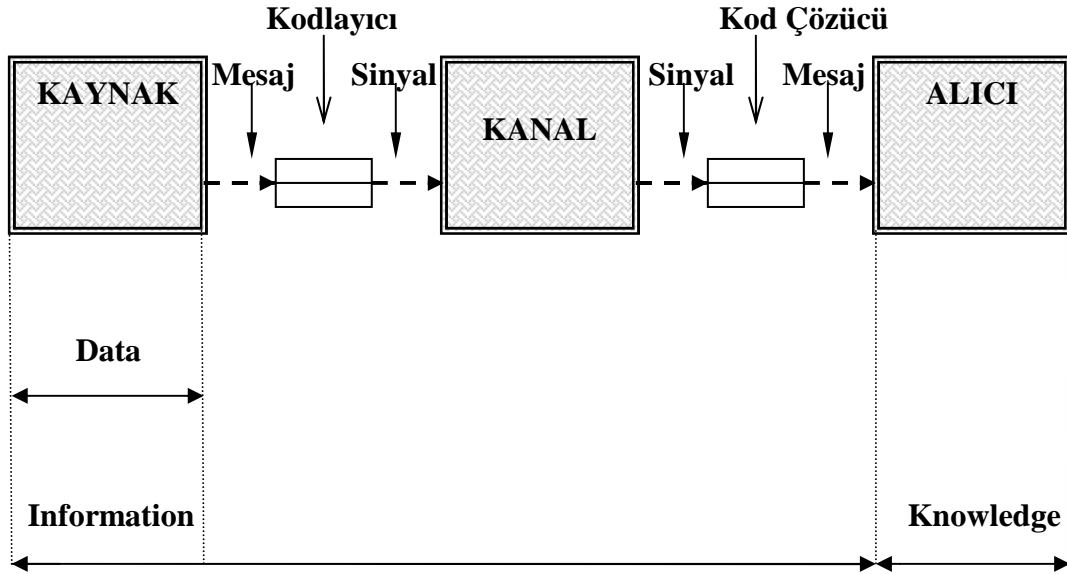 Kodlayıcı
Kod Çözücü
KAYNAK
Mesaj
Sinyal
KANAL
Sinyal
Mesaj
ALICI
Data
Information
Knowledge